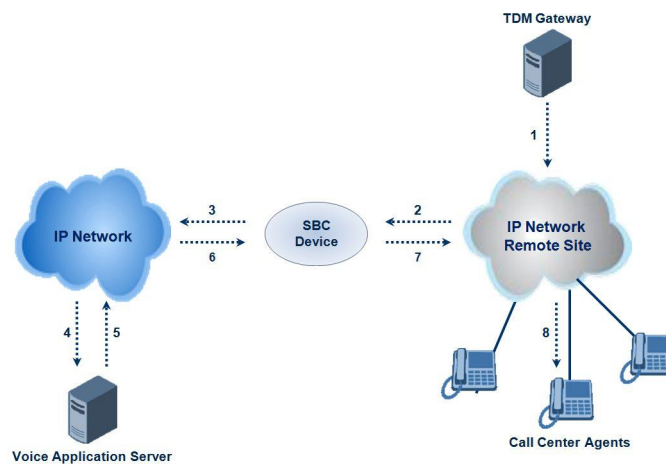 TDM Gateway
1
3
2
IP Network
SBC
Device
IP Network
Remote Site
6
7
4
5
8
Voice Application Server
Call Center Agents